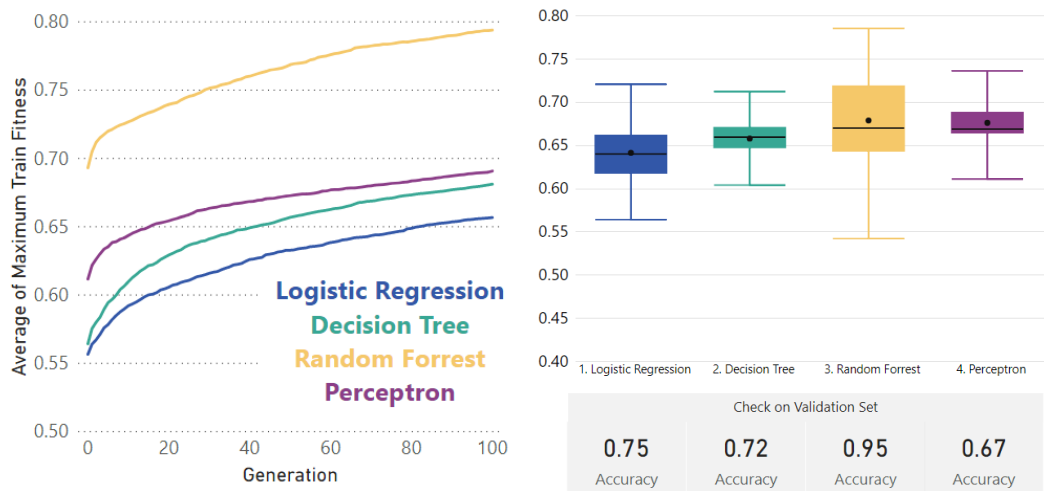 Average of Maximum Train Fitness
0.80
0.75
0.70
0.65
0.60
0.55
0.50
0 20 40 60 80 100
Generation
Logistic Regression
Decision Tree
Random Forrest
Perceptron
0.80
0.75
0.70
0.65
0.60
0.55
0.50
0.45
0.40
1. Logistic Regression 2. Decision Tree 3. Random Forrest 4. Perceptron
Check on Validation Set
0.75 0.72 0.95 0.67
Accuracy Accuracy Accuracy Accuracy